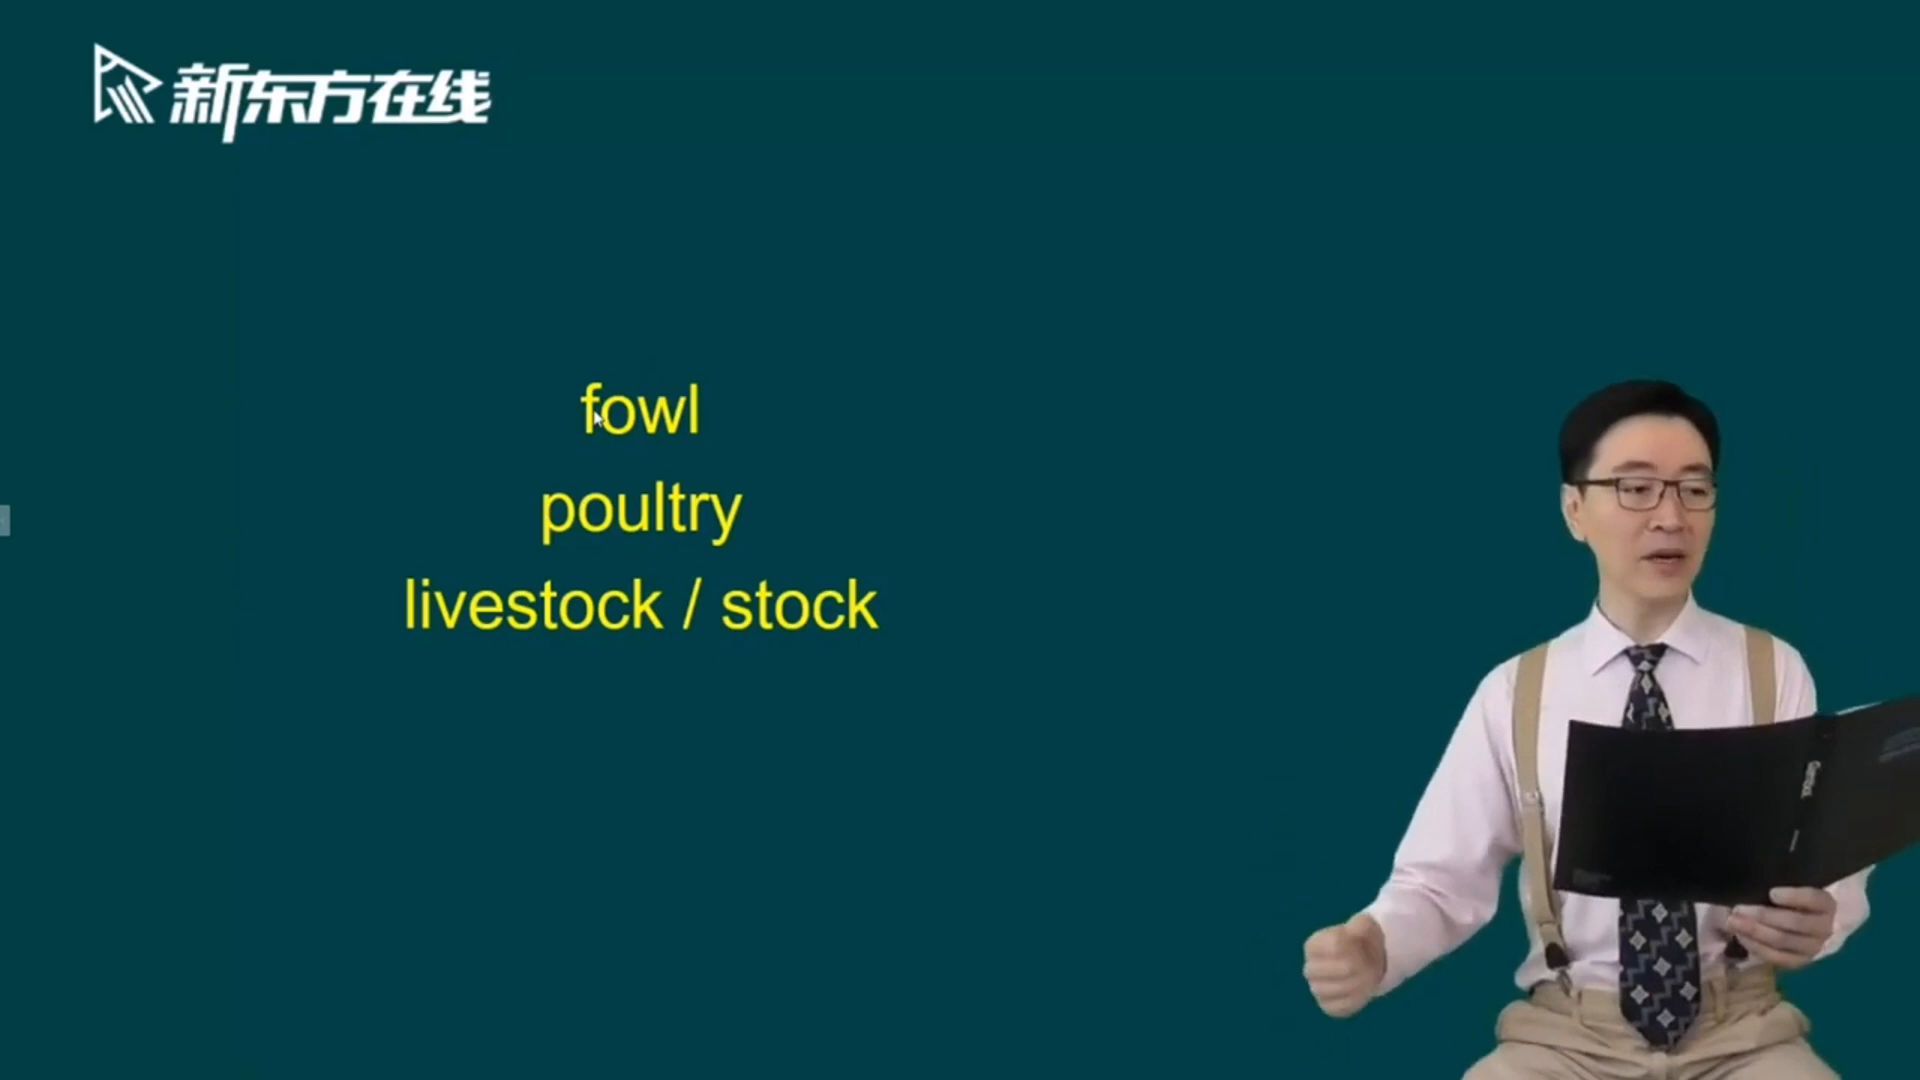 新东方在线
fowl
poultry
livestock / stock